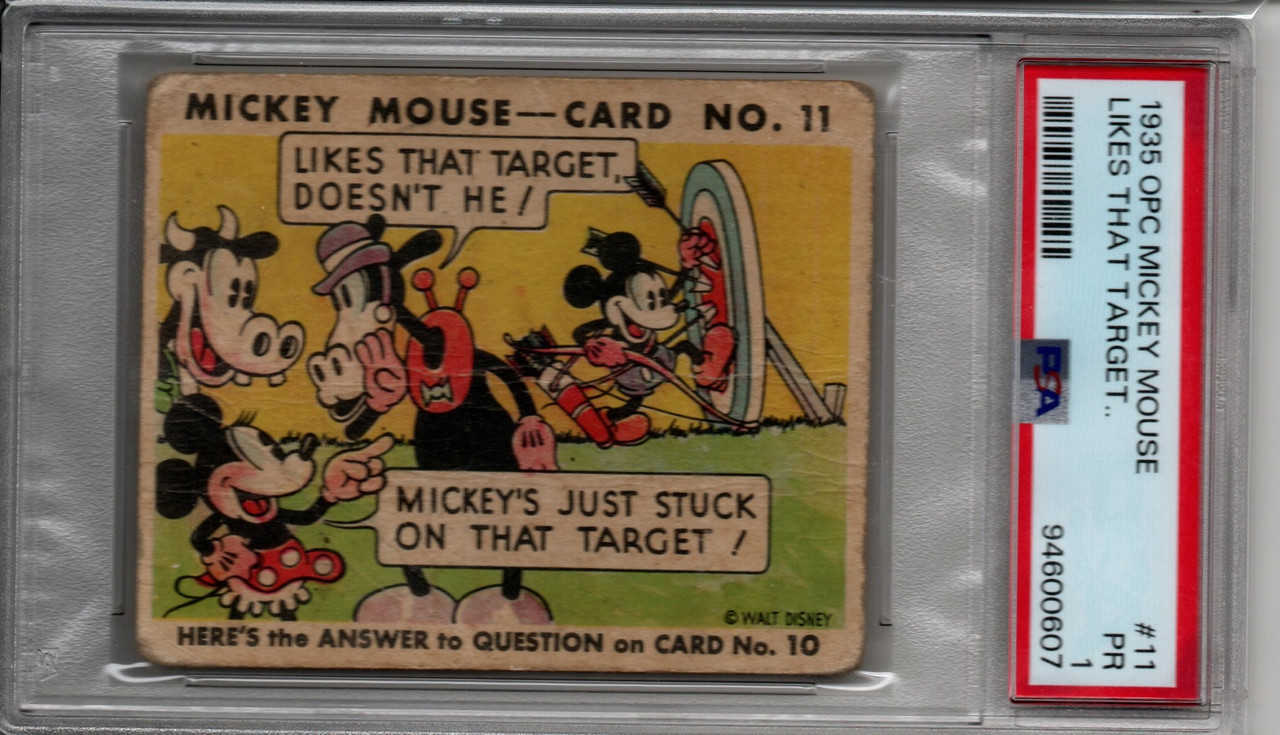 MICKEY MOUSE—CARD NO. 11
LIKES THAT TARGET,
DOESN'T HE!
MICKEY'S JUST STUCK
ON THAT TARGET!
© WALT DISNEY
HERE'S the ANSWER to QUESTION on CARD No. 10
1935 OPC MICKEY MOUSE #11
LIKES THAT TARGET.. PR
1
94600607
PSA